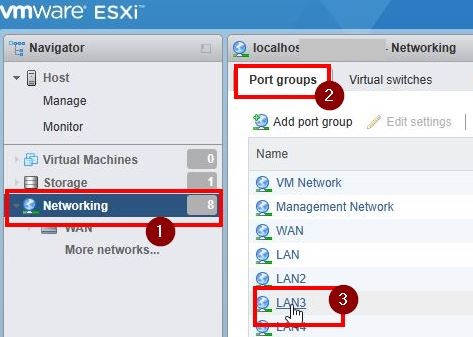 vmware ESXi™
Navigator
Host
Manage
Monitor
Virtual Machines 0
Storage 1
Networking 8
WAN
More networks...
1
localhos - Networking
Port groups Virtual switches
2
Add port group Edit settings
Name
VM Network
Management Network
WAN
LAN
LAN2
LAN3
3
LAN4